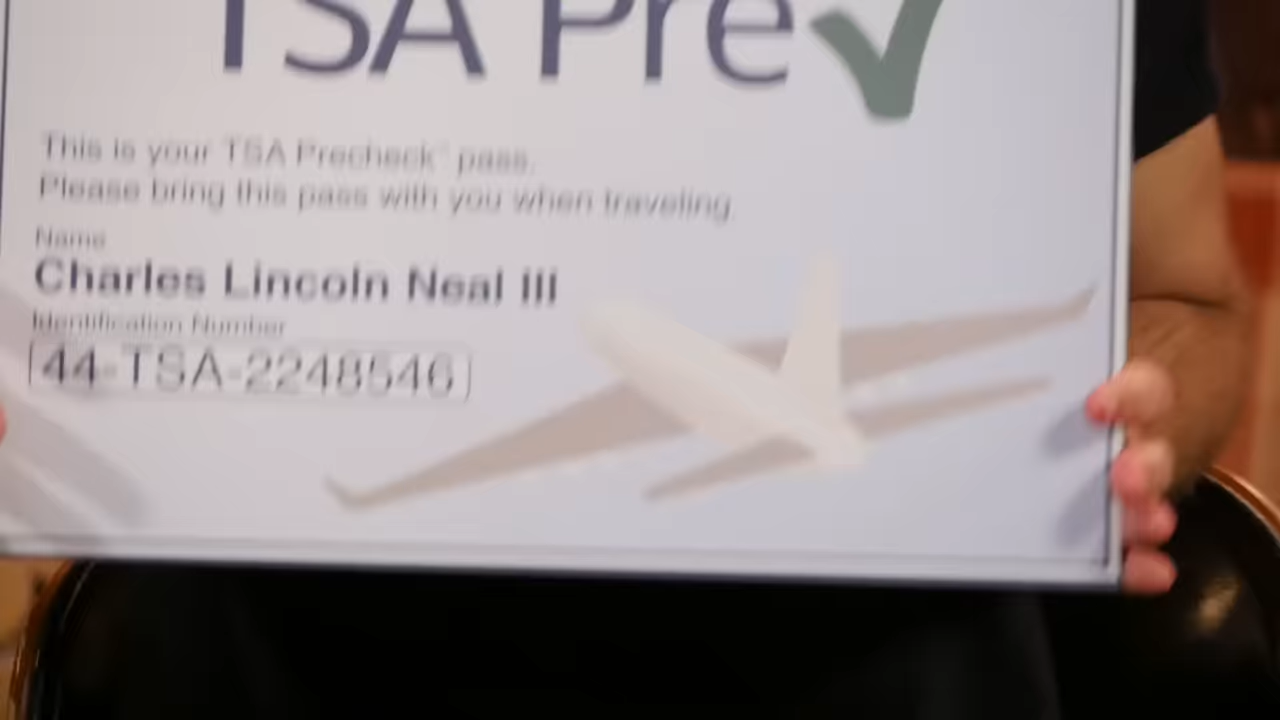 TSA Pre✓
This is your TSA Precheck® pass.
Please bring this pass with you when traveling.
Name
Charles Lincoln Neal III
Identification Number
44-TSA-2248546